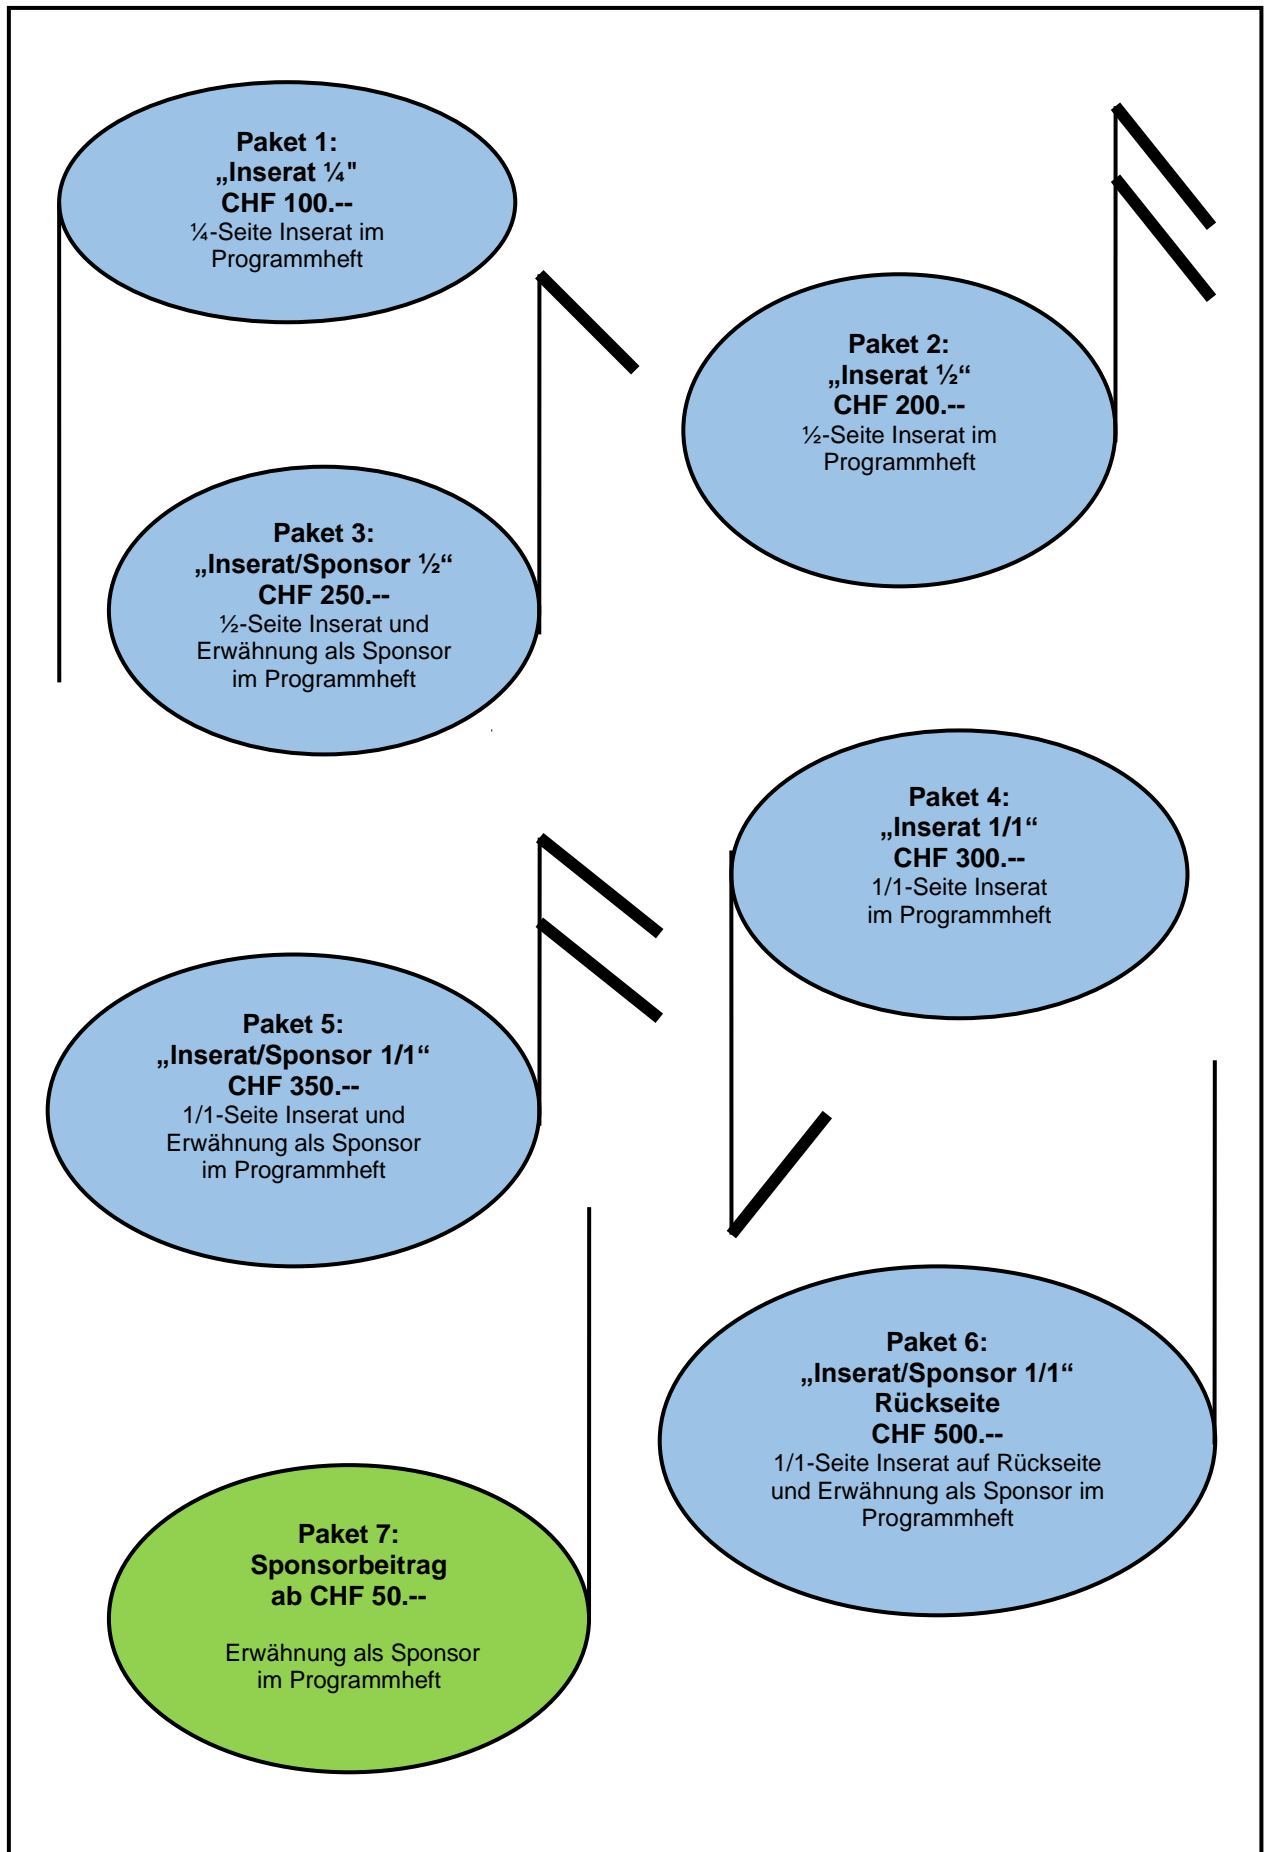 Paket 1:
„Inserat ¼"
CHF 100.--
¼-Seite Inserat im
Programmheft
Paket 2:
„Inserat ½“
CHF 200.--
½-Seite Inserat im
Programmheft
Paket 3:
„Inserat/Sponsor ½“
CHF 250.--
½-Seite Inserat und
Erwähnung als Sponsor
im Programmheft
Paket 4:
„Inserat 1/1“
CHF 300.--
1/1-Seite Inserat
im Programmheft
Paket 5:
„Inserat/Sponsor 1/1“
CHF 350.--
1/1-Seite Inserat und
Erwähnung als Sponsor
im Programmheft
Paket 6:
„Inserat/Sponsor 1/1“
Rückseite
CHF 500.--
1/1-Seite Inserat auf Rückseite
und Erwähnung als Sponsor im
Programmheft
Paket 7:
Sponsorbeitrag
ab CHF 50.--
Erwähnung als Sponsor
im Programmheft